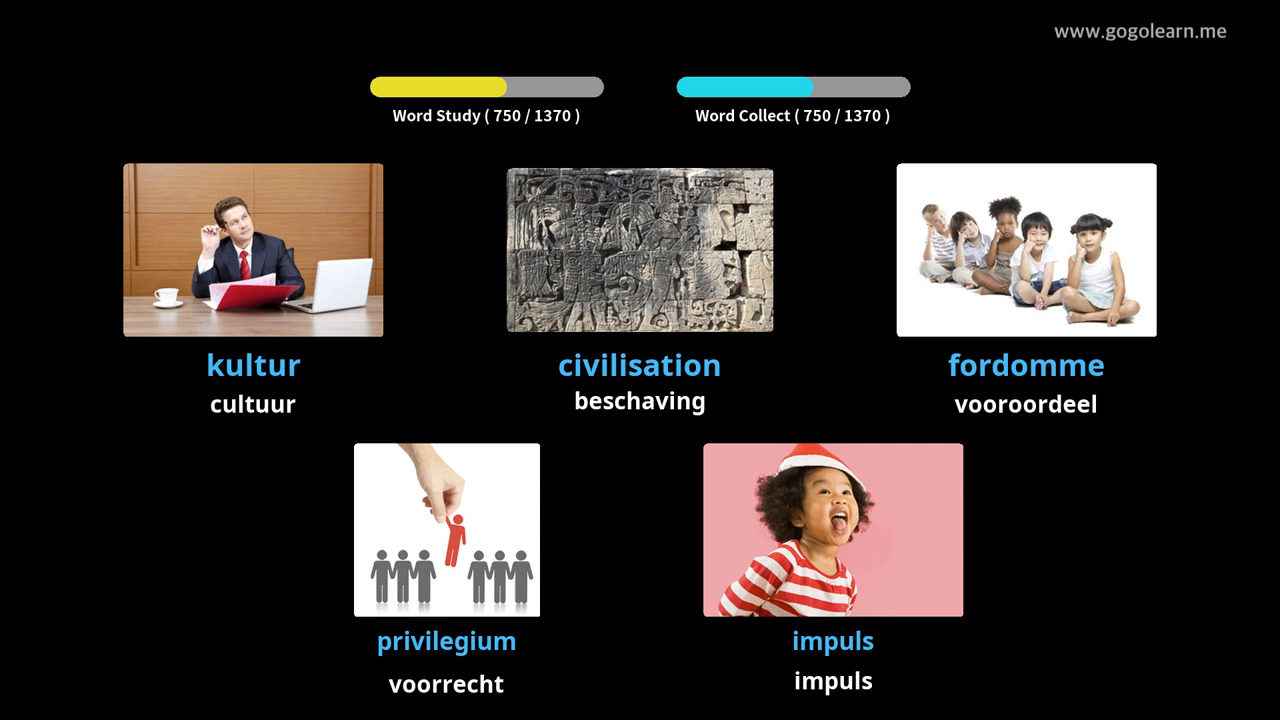 www.gogolearn.me
Word Study ( 750 / 1370 )
Word Collect ( 750 / 1370 )
kultur
cultuur
civilisation
beschaving
fordomme
vooroordeel
privilegium
voorrecht
impuls
impuls